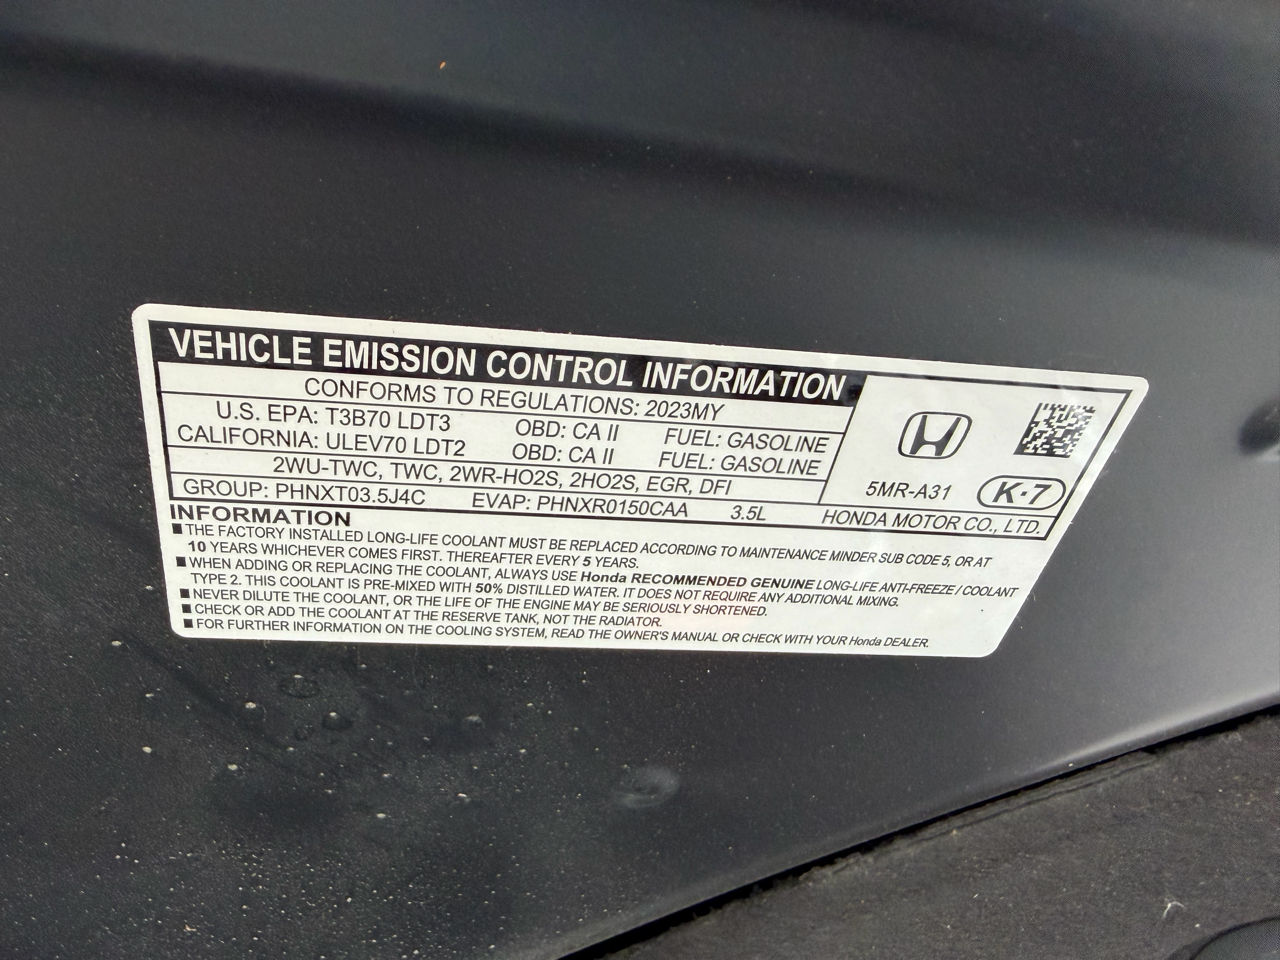 VEHICLE EMISSION CONTROL INFORMATION
CONFORMS TO REGULATIONS: 2023MY
U.S. EPA: T3B70 LDT3 OBD: CA II FUEL: GASOLINE
CALIFORNIA: ULEV70 LDT2 OBD: CA II FUEL: GASOLINE
2WU-TWC, TWC, 2WR-HO2S, 2HO2S, EGR, DFI
5MR-A31 K-7
GROUP: PHNXT03.5J4C EVAP: PHNXR0150CAA 3.5L HONDA MOTOR CO., LTD.
INFORMATION
■ THE FACTORY INSTALLED LONG-LIFE COOLANT MUST BE REPLACED ACCORDING TO MAINTENANCE MINDER SUB CODE 5, OR AT
10 YEARS WHICHEVER COMES FIRST. THEREAFTER EVERY 5 YEARS.
■ WHEN ADDING OR REPLACING THE COOLANT, ALWAYS USE Honda RECOMMENDED GENUINE LONG-LIFE ANTI-FREEZE / COOLANT
TYPE 2. THIS COOLANT IS PRE-MIXED WITH 50% DISTILLED WATER. IT DOES NOT REQUIRE ANY ADDITIONAL MIXING.
■ NEVER DILUTE THE COOLANT, OR THE LIFE OF THE ENGINE MAY BE SERIOUSLY SHORTENED.
■ CHECK OR ADD THE COOLANT AT THE RESERVE TANK, NOT THE RADIATOR.
■ FOR FURTHER INFORMATION ON THE COOLING SYSTEM, READ THE OWNER'S MANUAL OR CHECK WITH YOUR Honda DEALER.